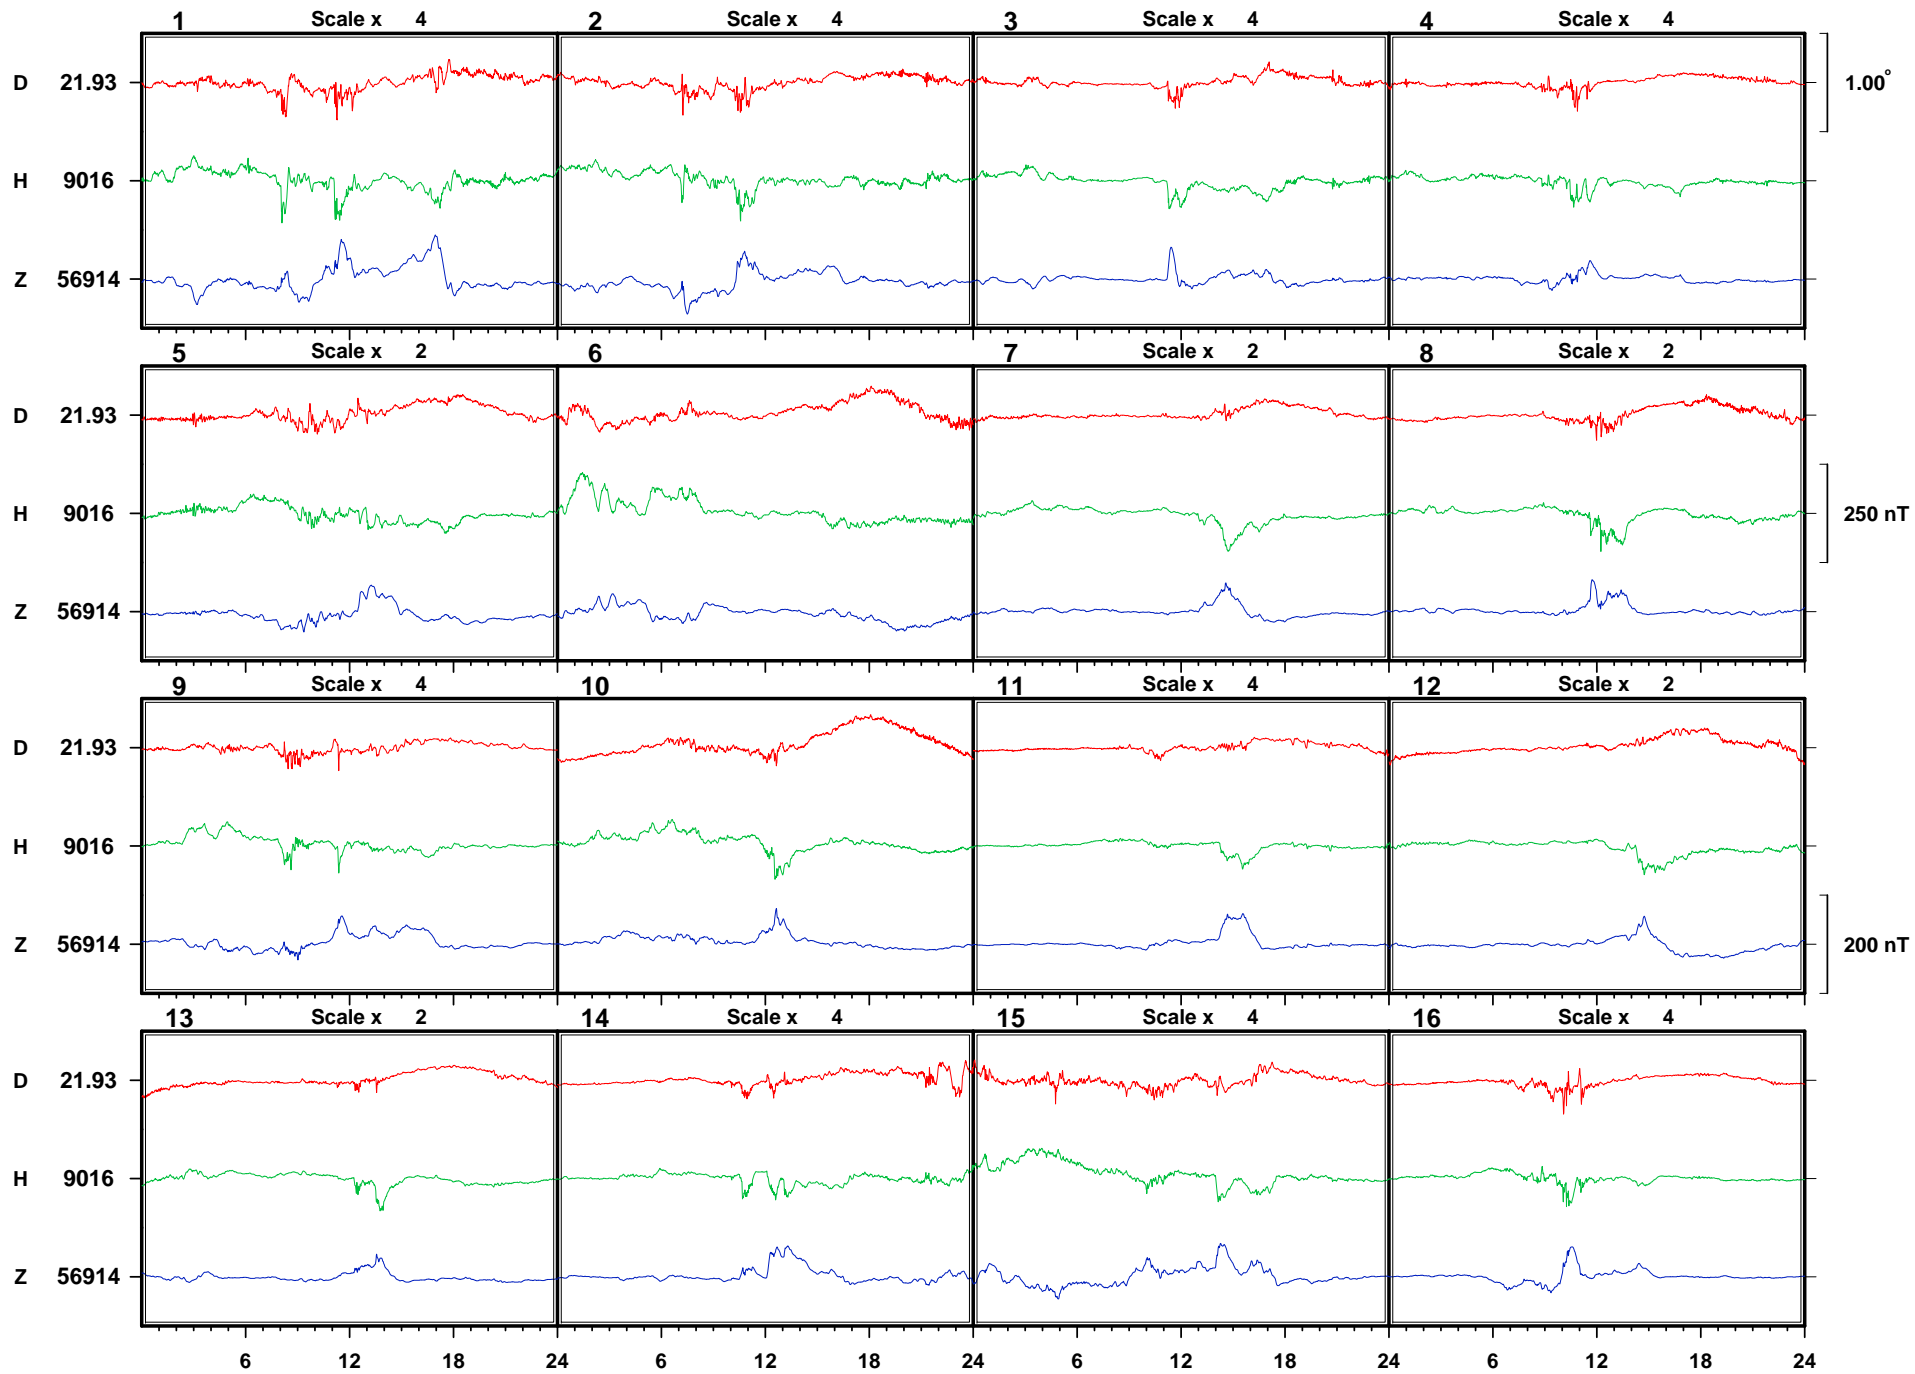 1 Scale x 4 2 Scale x 4 3 Scale x 4 4 Scale x 4
D 21.93 1.00°
H 9016
Z 56914
5 Scale x 2 6 7 Scale x 2 8 Scale x 2
D 21.93
H 9016 250 nT
Z 56914
9 Scale x 4 10 11 Scale x 4 12 Scale x 2
D 21.93
H 9016
Z 56914 200 nT
13 Scale x 2 14 Scale x 4 15 Scale x 4 16 Scale x 4
D 21.93
H 9016
Z 56914
6 12 18 24 6 12 18 24 6 12 18 24 6 12 18 24